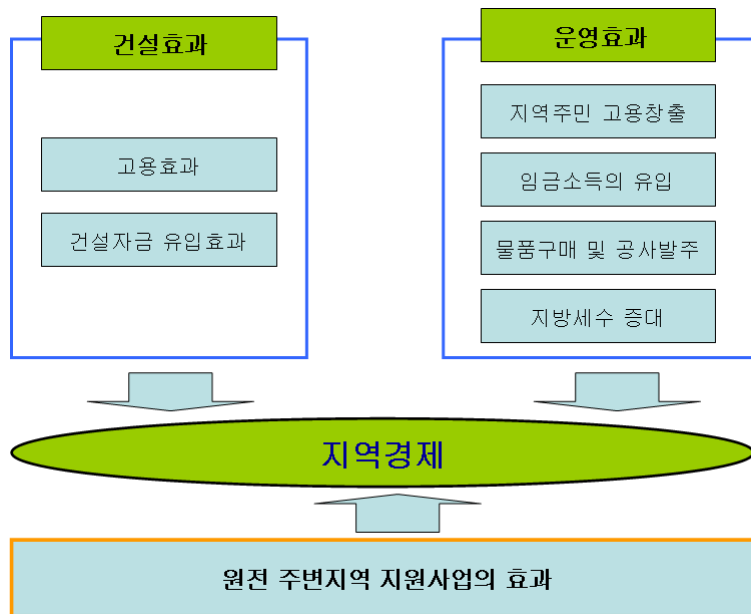 건설효과
고용효과
건설자금 유입효과
운영효과
지역주민 고용창출
임금소득의 유입
물품구매 및 공사발주
지방세수 증대
지역경제
원전 주변지역 지원사업의 효과